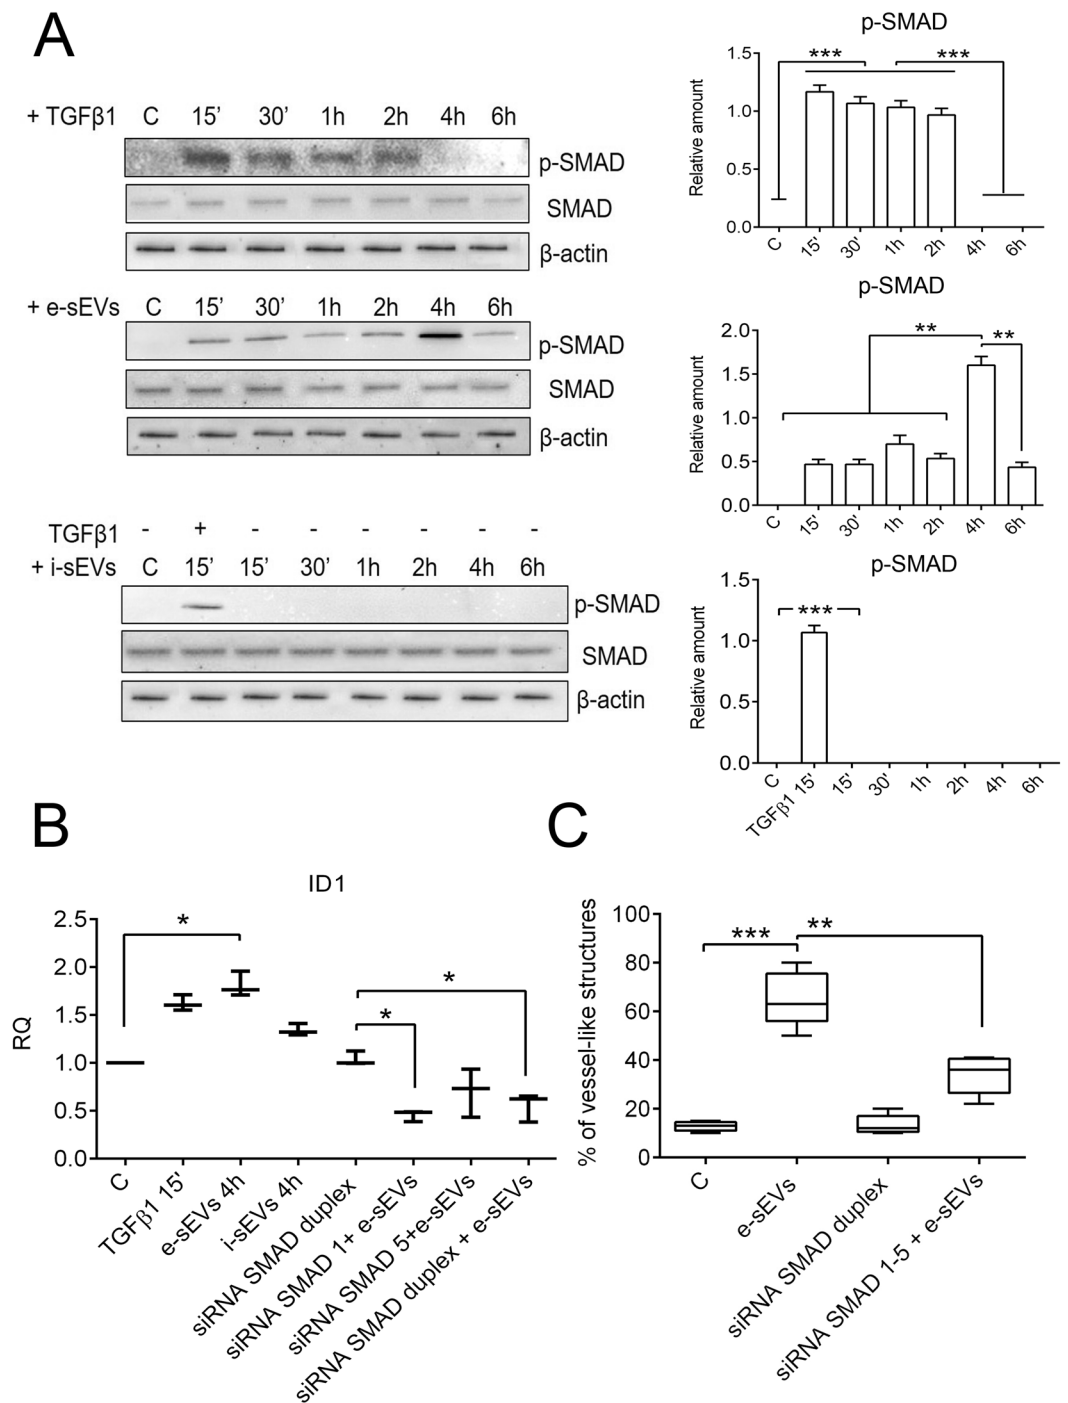 A
+ TGFβ1 C 15’ 30’ 1h 2h 4h 6h
p-SMAD
SMAD
β-actin
+ e-sEVs C 15’ 30’ 1h 2h 4h 6h
p-SMAD
SMAD
β-actin
TGFβ1 - + - - - - - -
+ i-sEVs C 15’ 15’ 30’ 1h 2h 4h 6h
p-SMAD
SMAD
β-actin
p-SMAD
Relative amount
1.5
1.0
0.5
0.0
*** ***
C 15' 30' 1h 2h 4h 6h
p-SMAD
Relative amount
2.0
1.5
1.0
0.5
0.0
** **
C 15' 30' 1h 2h 4h 6h
p-SMAD
Relative amount
1.5
1.0
0.5
0.0
***
C TGFβ1 15' 15' 30' 1h 2h 4h 6h
B
ID1
RQ
2.5
2.0
1.5
1.0
0.5
0.0
*
*
*
C
TGFβ1 15'
e-sEVs 4h
i-sEVs 4h
siRNA SMAD duplex
siRNA SMAD 1+ e-sEVs
siRNA SMAD 5+e-sEVs
siRNA SMAD duplex + e-sEVs
C
% of vessel-like structures
100
80
60
40
20
0
*** **
C
e-sEVs
siRNA SMAD duplex
siRNA SMAD 1-5 + e-sEVs